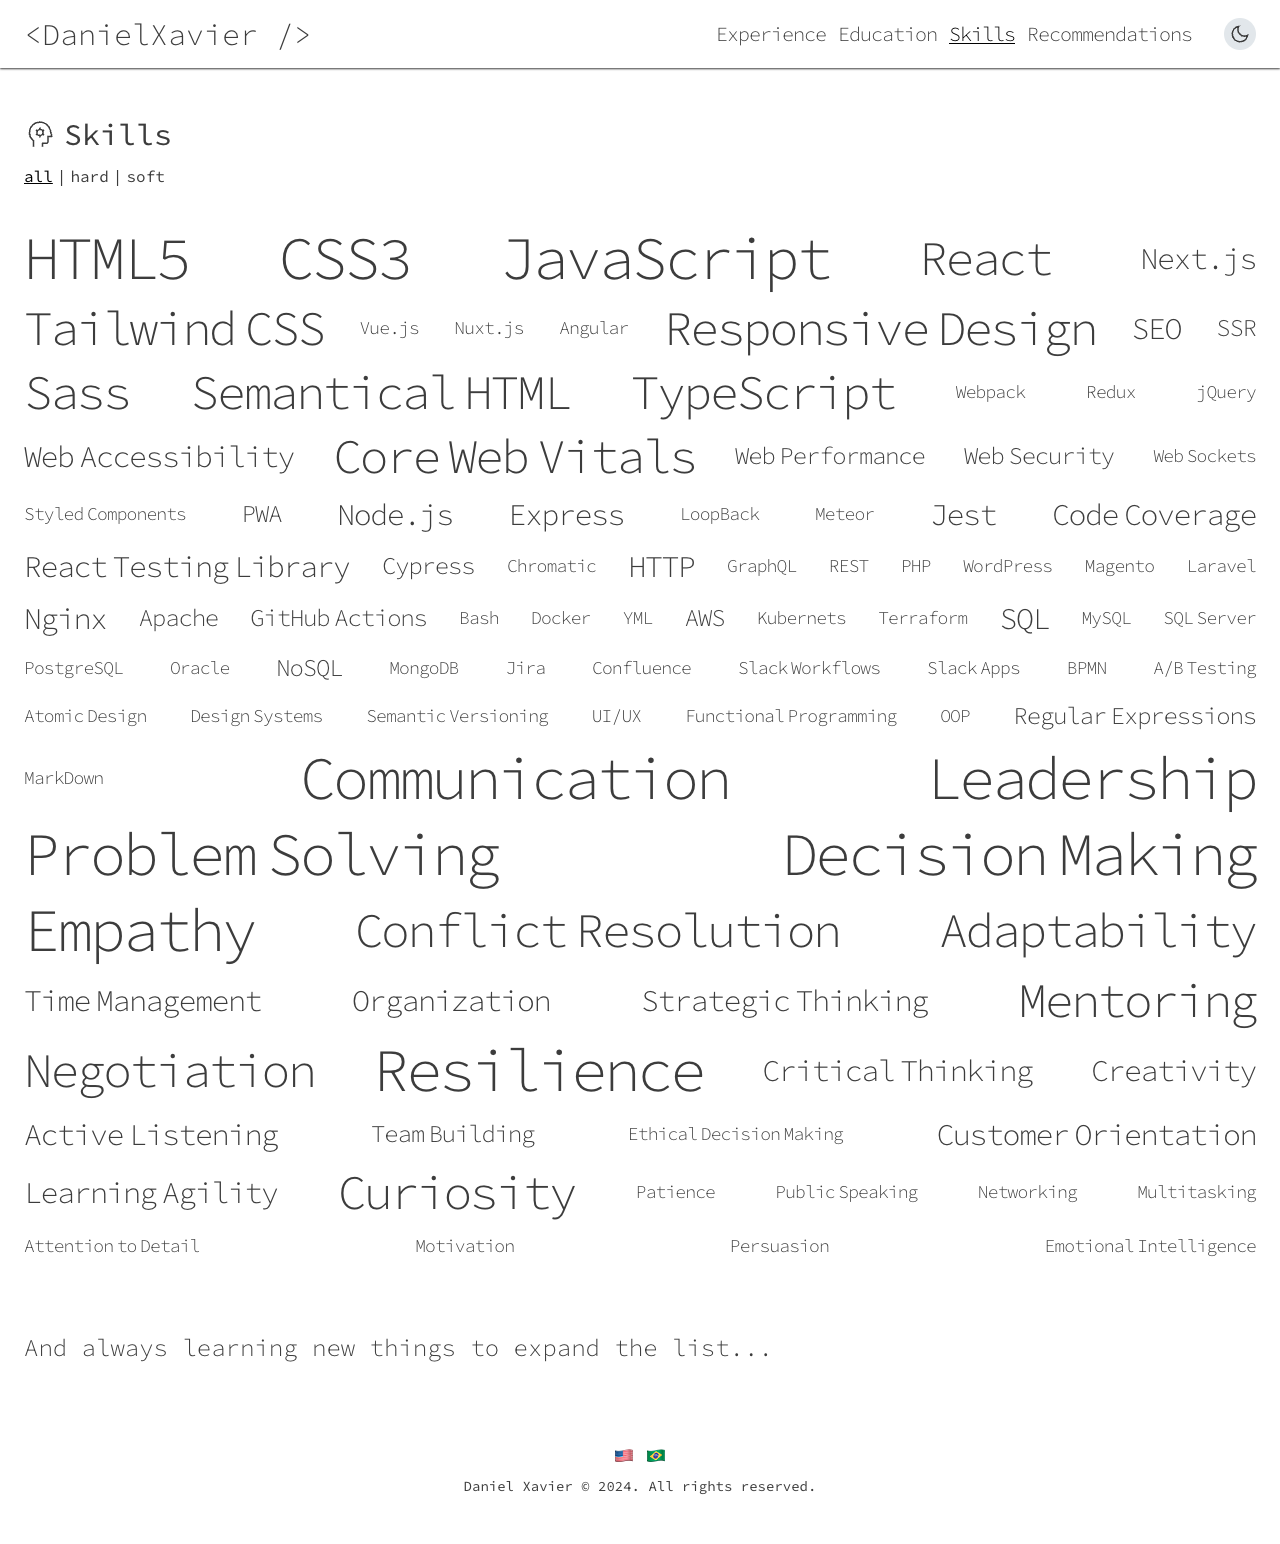 <DanielXavier /> Experience Education Skills Recommendations
Skills
all | hard | soft
HTML5 CSS3 JavaScript React Next.js
Tailwind CSS Vue.js Nuxt.js Angular Responsive Design SEO SSR
Sass Semantical HTML TypeScript Webpack Redux jQuery
Web Accessibility Core Web Vitals Web Performance Web Security Web Sockets
Styled Components PWA Node.js Express LoopBack Meteor Jest Code Coverage
React Testing Library Cypress Chromatic HTTP GraphQL REST PHP WordPress Magento Laravel
Nginx Apache GitHub Actions Bash Docker YML AWS Kubernets Terraform SQL MySQL SQL Server
PostgreSQL Oracle NoSQL MongoDB Jira Confluence Slack Workflows Slack Apps BPMN A/B Testing
Atomic Design Design Systems Semantic Versioning UI/UX Functional Programming OOP Regular Expressions
MarkDown Communication Leadership
Problem Solving Decision Making
Empathy Conflict Resolution Adaptability
Time Management Organization Strategic Thinking Mentoring
Negotiation Resilience Critical Thinking Creativity
Active Listening Team Building Ethical Decision Making Customer Orientation
Learning Agility Curiosity Patience Public Speaking Networking Multitasking
Attention to Detail Motivation Persuasion Emotional Intelligence
And always learning new things to expand the list...
Daniel Xavier © 2024. All rights reserved.